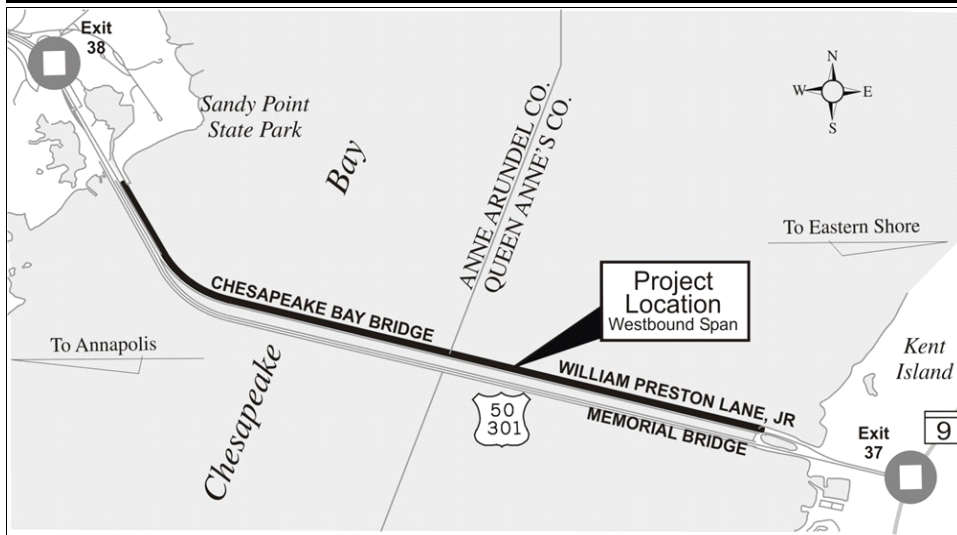 Exit
38
Sandy Point
State Park
Bay
ANNE ARUNDEL CO.
QUEEN ANNE'S CO.
N
W E
S
To Eastern Shore
Project
Location
Westbound Span
CHESAPEAKE BAY BRIDGE
To Annapolis
Chesapeake
50
301
WILLIAM PRESTON LANE, JR
MEMORIAL BRIDGE
Kent
Island
Exit
37
9